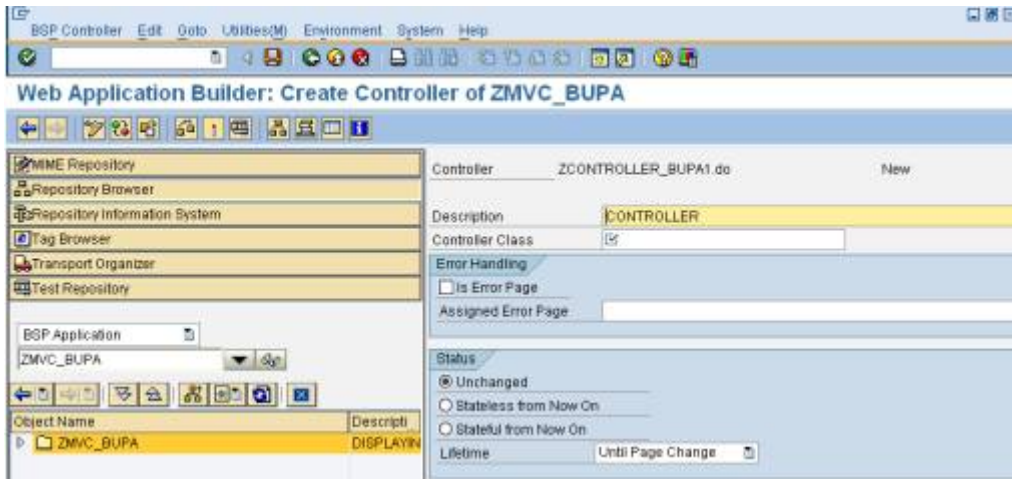 BSP Controller Edit Goto Utilities(M) Environment System Help
Web Application Builder: Create Controller of ZMVC_BUPA
MIME Repository
Repository Browser
Repository Information System
Tag Browser
Transport Organizer
Test Repository
BSP Application
ZMVC_BUPA
Object Name Descripti
ZMVC_BUPA DISPLAYIN
Controller ZCONTROLLER_BUPA1.do New
Description CONTROLLER
Controller Class
Error Handling
Is Error Page
Assigned Error Page
Status
Unchanged
Stateless from Now On
Stateful from Now On
Lifetime Until Page Change